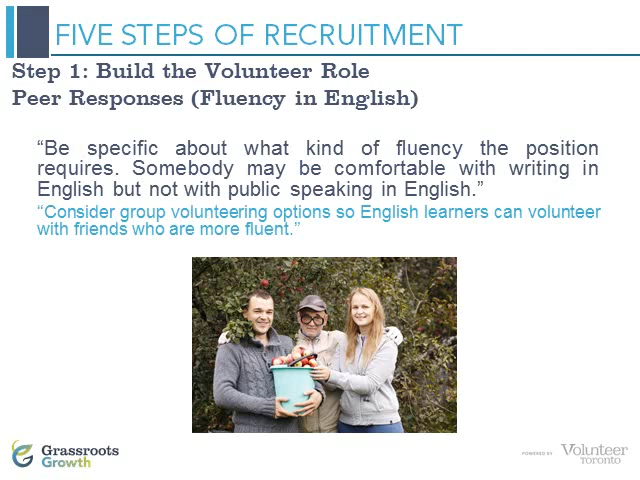 FIVE STEPS OF RECRUITMENT
Step 1: Build the Volunteer Role
Peer Responses (Fluency in English)
“Be specific about what kind of fluency the position
requires. Somebody may be comfortable with writing in
English but not with public speaking in English.”
“Consider group volunteering options so English learners can volunteer
with friends who are more fluent.”
Grassroots
Growth
POWERED BY
Volunteer
TORONTO